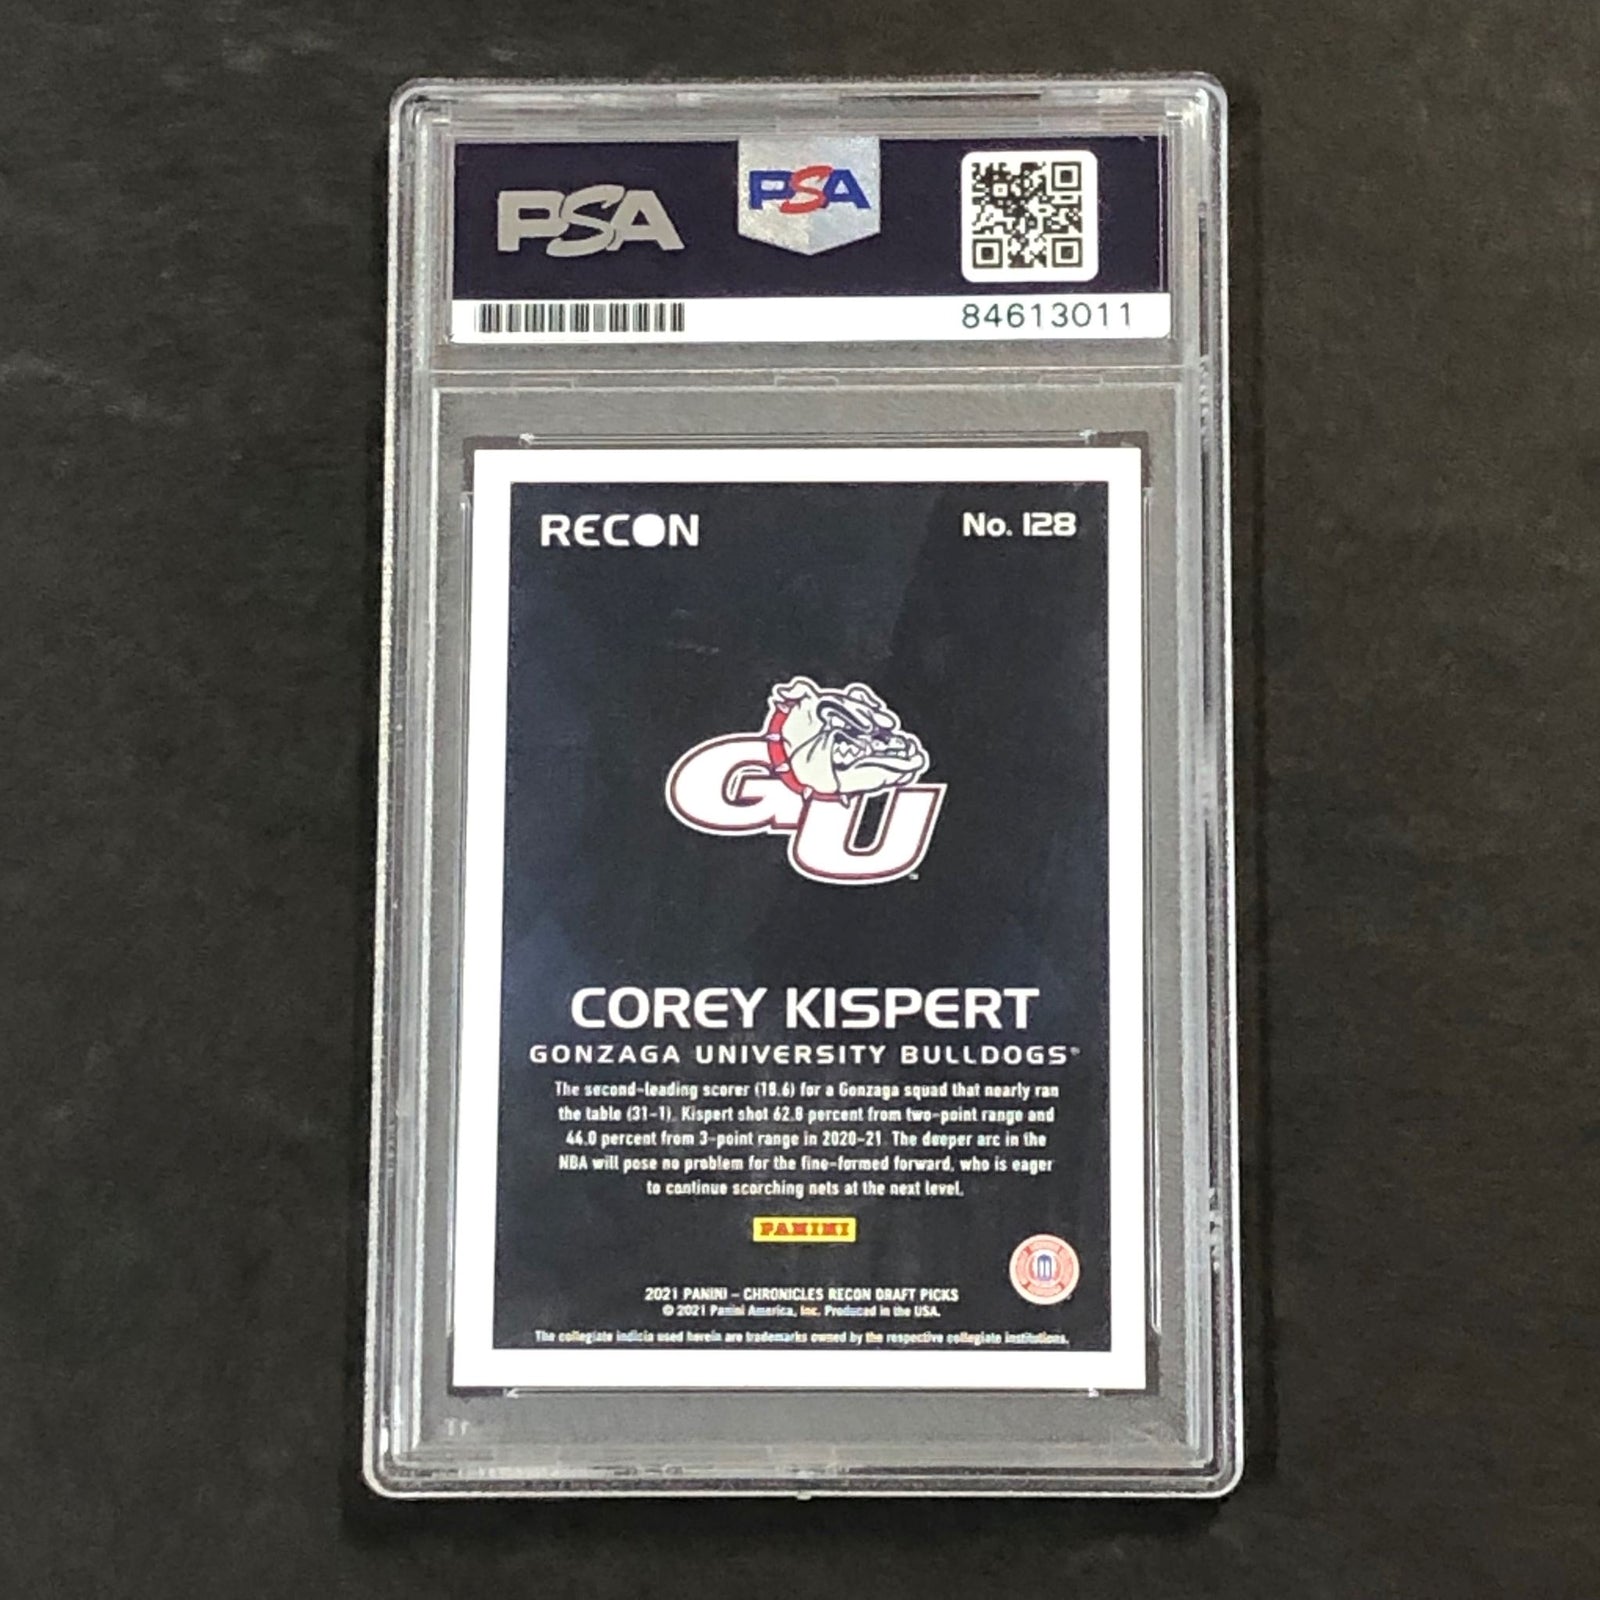 PSA
PSA
84613011
RECON
No. 128
GU
TM
COREY KISPERT
GONZAGA UNIVERSITY BULLDOGS®
The second-leading scorer (18.6) for a Gonzaga squad that nearly ran
the table (31-1), Kispert shot 62.8 percent from two-point range and
44.0 percent from 3-point range in 2020-21. The deeper arc in the
NBA will pose no problem for the fine-formed forward, who is eager
to continue scorching nets at the next level.
PANINI
2021 PANINI – CHRONICLES RECON DRAFT PICKS
© 2021 Panini America, Inc. Produced in the USA.
The collegiate indicia used herein are trademarks owned by the respective collegiate institutions.